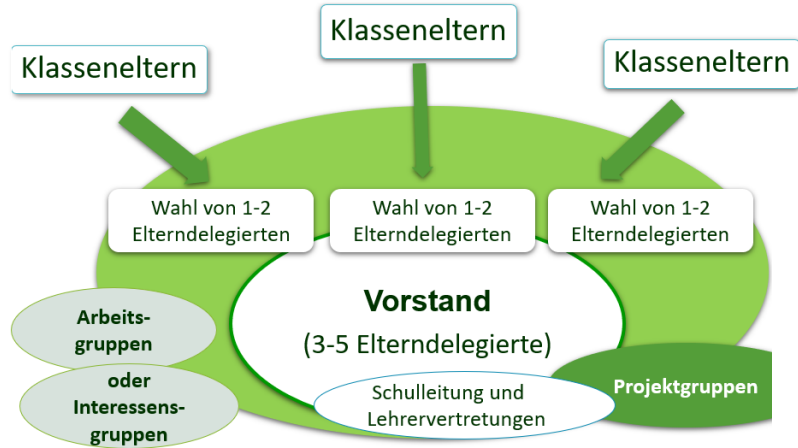 Klasseneltern
Klasseneltern
Klasseneltern
Wahl von 1-2
Elterndelegierten
Wahl von 1-2
Elterndelegierten
Wahl von 1-2
Elterndelegierten
Vorstand
(3-5 Elterndelegierte)
Arbeits-
gruppen
oder
Interessens-
gruppen
Schulleitung und
Lehrervertretungen
Projektgruppen